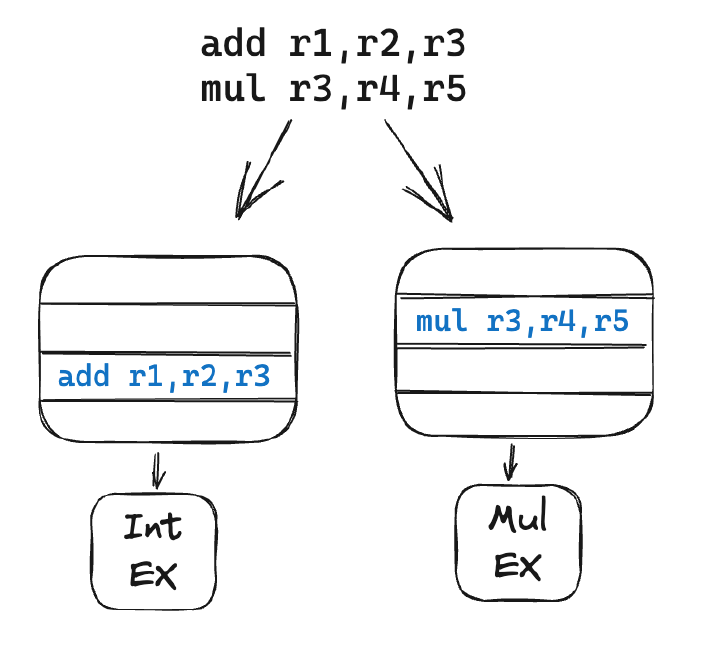 add r1,r2,r3
mul r3,r4,r5
mul r3,r4,r5
add r1,r2,r3
Int
EX
Mul
EX